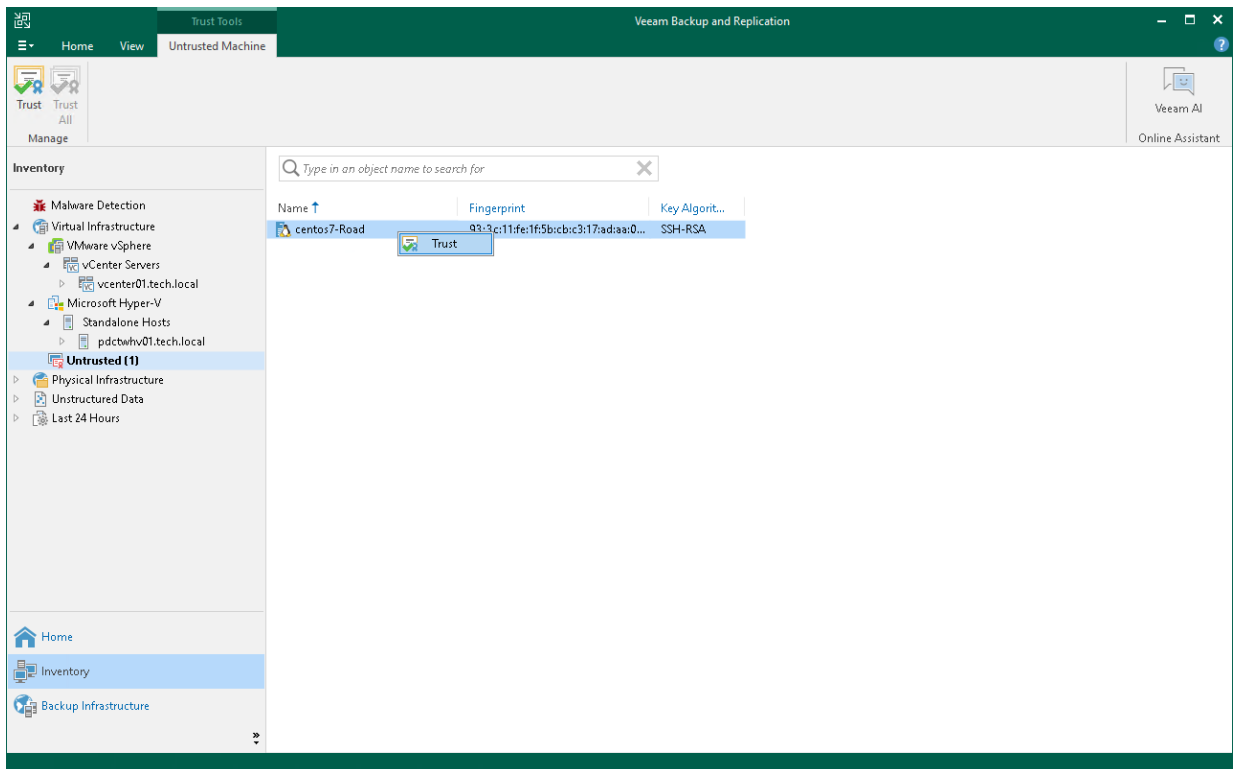 Trust Tools
Veeam Backup and Replication
Home View Untrusted Machine
Trust
Trust All
Manage
Veeam AI
Online Assistant
Inventory
Type in an object name to search for
Malware Detection
Virtual Infrastructure
VMware vSphere
vCenter Servers
vcenter01.tech.local
Microsoft Hyper-V
Standalone Hosts
pdctwhv01.tech.local
Untrusted (1)
Physical Infrastructure
Unstructured Data
Last 24 Hours
Name Fingerprint Key Algorit...
centos7-Road 93:3c:11:fe:1f:5b:cb:c3:17:ad:aa:0... SSH-RSA
Trust
Home
Inventory
Backup Infrastructure